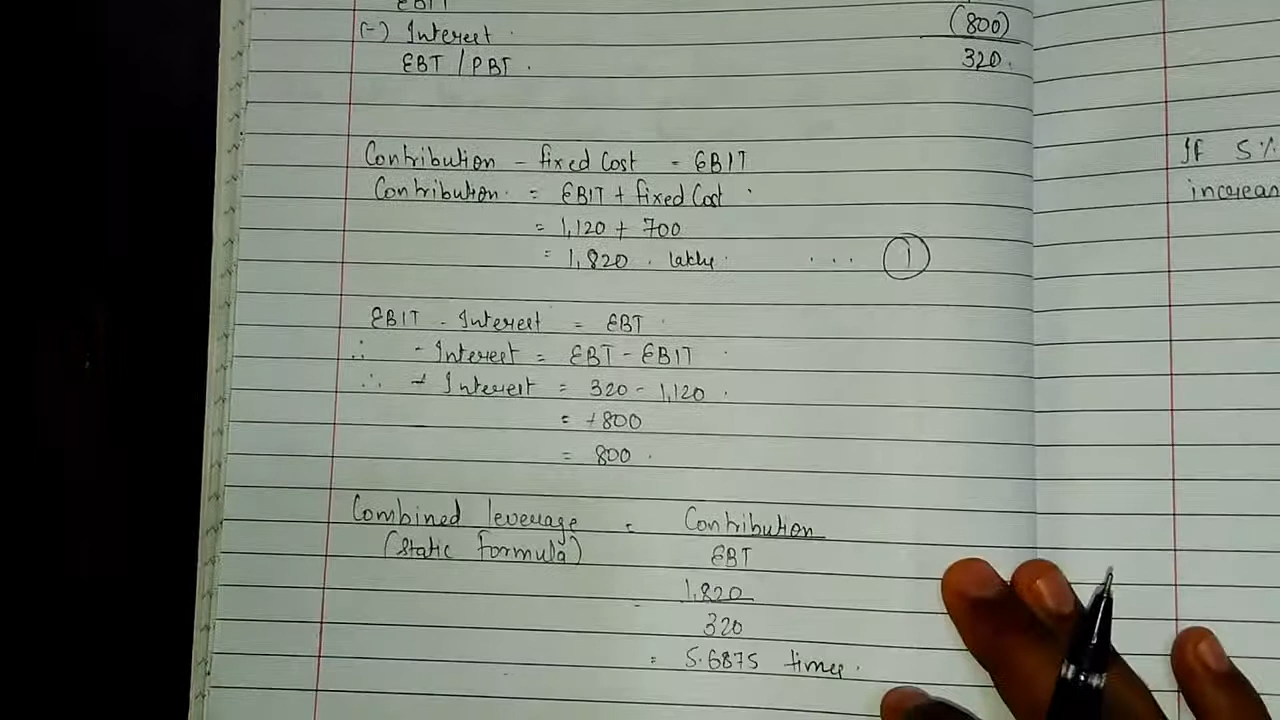 EBIT
(-) Interest (800)
EBT / PBT. 320.
Contribution - fixed Cost = EBIT
Contribution = EBIT + fixed Cost
= 1,120 + 700
= 1,820. lakhs. ... 1
EBIT - Interest = EBT
∴ - Interest = EBT - EBIT
∴ + Interest = 320 - 1,120
= +800
= 800.
Combined leverage = Contribution
(Static Formula) EBT
1,820
320
= 5.6875 times.
If 5%
increas